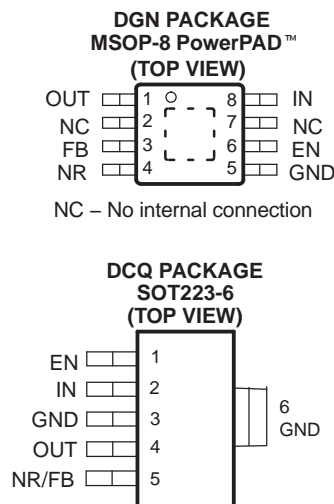 DGN PACKAGE
MSOP-8 PowerPAD™
(TOP VIEW)
OUT 1 8 IN
NC 2 7 NC
FB 3 6 EN
NR 4 5 GND
NC – No internal connection
DCQ PACKAGE
SOT223-6
(TOP VIEW)
EN 1
IN 2
GND 3
OUT 4
NR/FB 5
6
GND